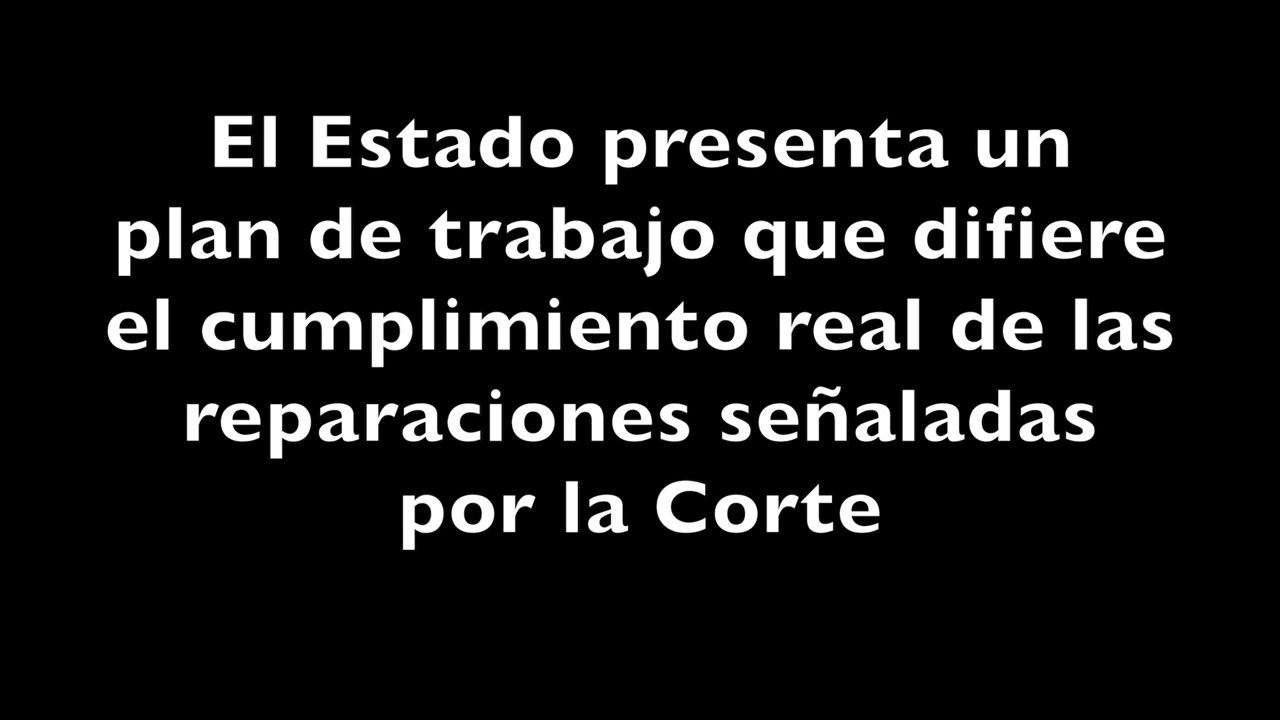 El Estado presenta un
plan de trabajo que difiere
el cumplimiento real de las
reparaciones señaladas
por la Corte